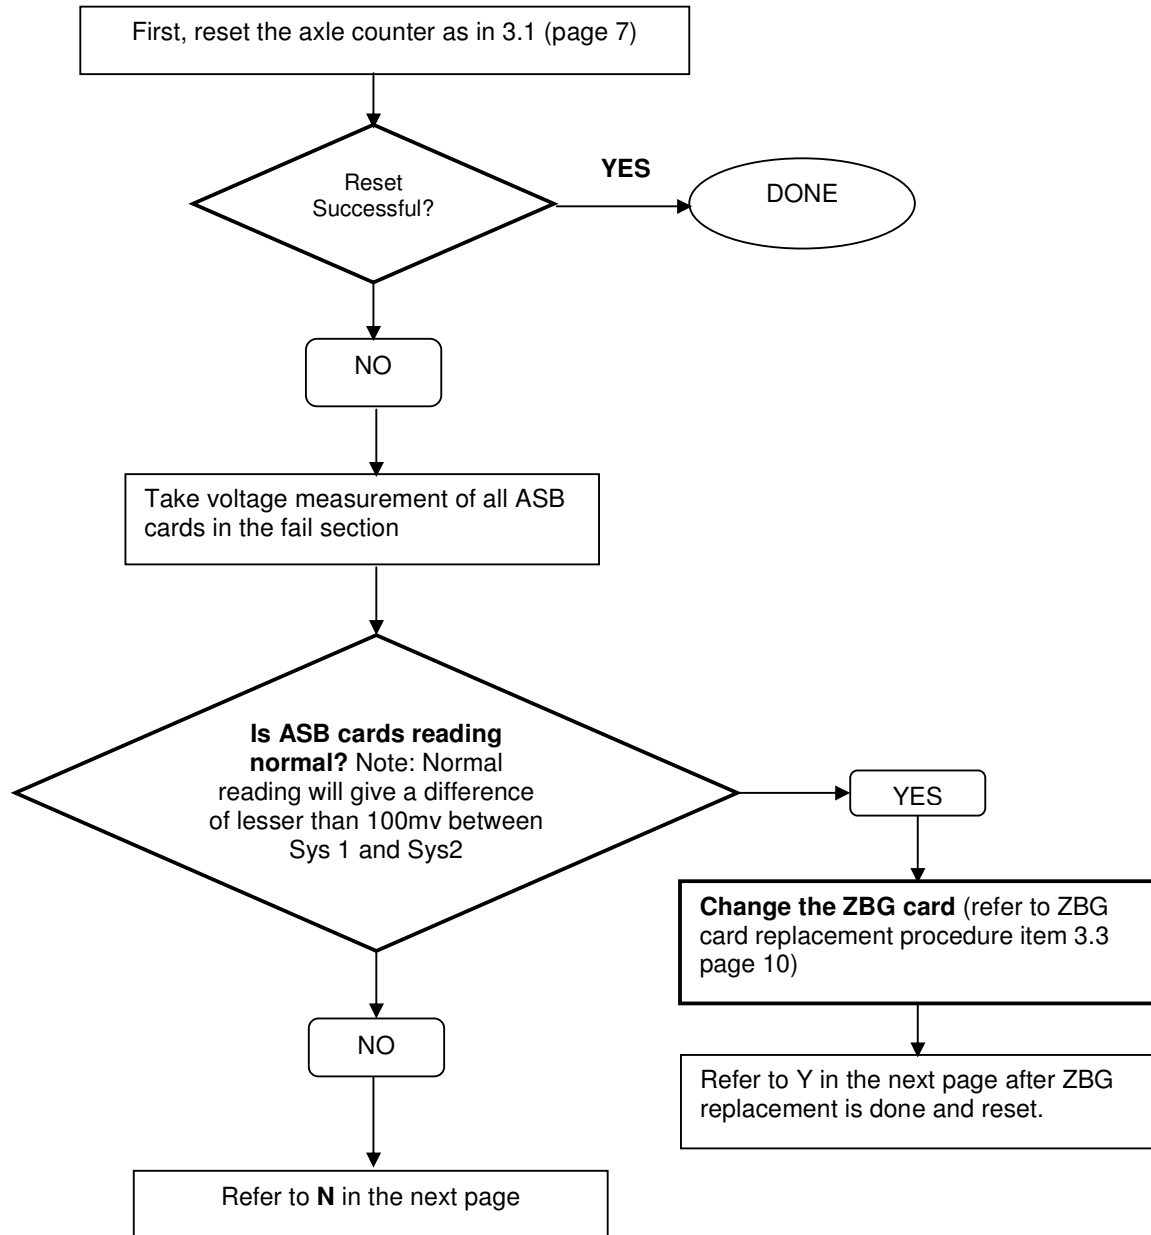 First, reset the axle counter as in 3.1 (page 7)
Reset
Successful?
YES
DONE
NO
Take voltage measurement of all ASB
cards in the fail section
Is ASB cards reading
normal? Note: Normal
reading will give a difference
of lesser than 100mv between
Sys 1 and Sys2
YES
Change the ZBG card (refer to ZBG
card replacement procedure item 3.3
page 10)
Refer to Y in the next page after ZBG
replacement is done and reset.
NO
Refer to N in the next page